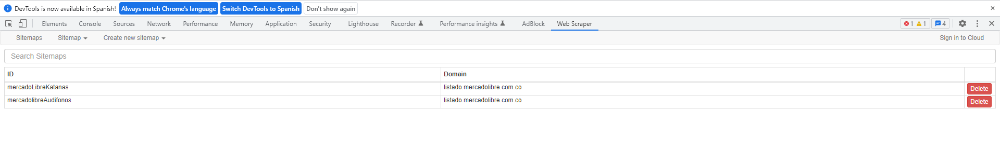 DevTools is now available in Spanish! Always match Chrome's language Switch DevTools to Spanish Don't show again
Elements Console Sources Network Performance Memory Application Security Lighthouse Recorder Performance insights AdBlock Web Scraper 1 1 4
Sitemaps Sitemap Create new sitemap Sign in to Cloud
Search Sitemaps
ID Domain
mercadoLibreKatanas listado.mercadolibre.com.co Delete
mercadolibreAudifonos listado.mercadolibre.com.co Delete